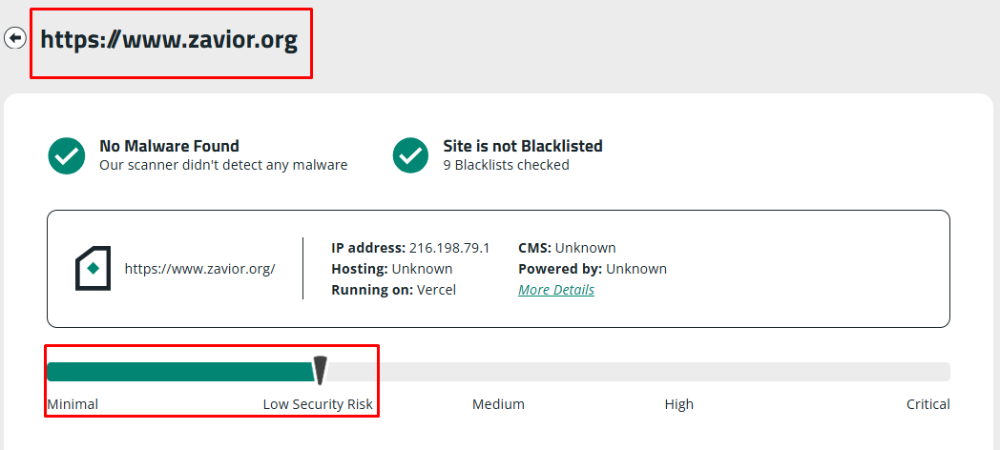 https://www.zavior.org
No Malware Found
Our scanner didn't detect any malware
Site is not Blacklisted
9 Blacklists checked
https://www.zavior.org/
IP address: 216.198.79.1
Hosting: Unknown
Running on: Vercel
CMS: Unknown
Powered by: Unknown
More Details
Minimal Low Security Risk Medium High Critical